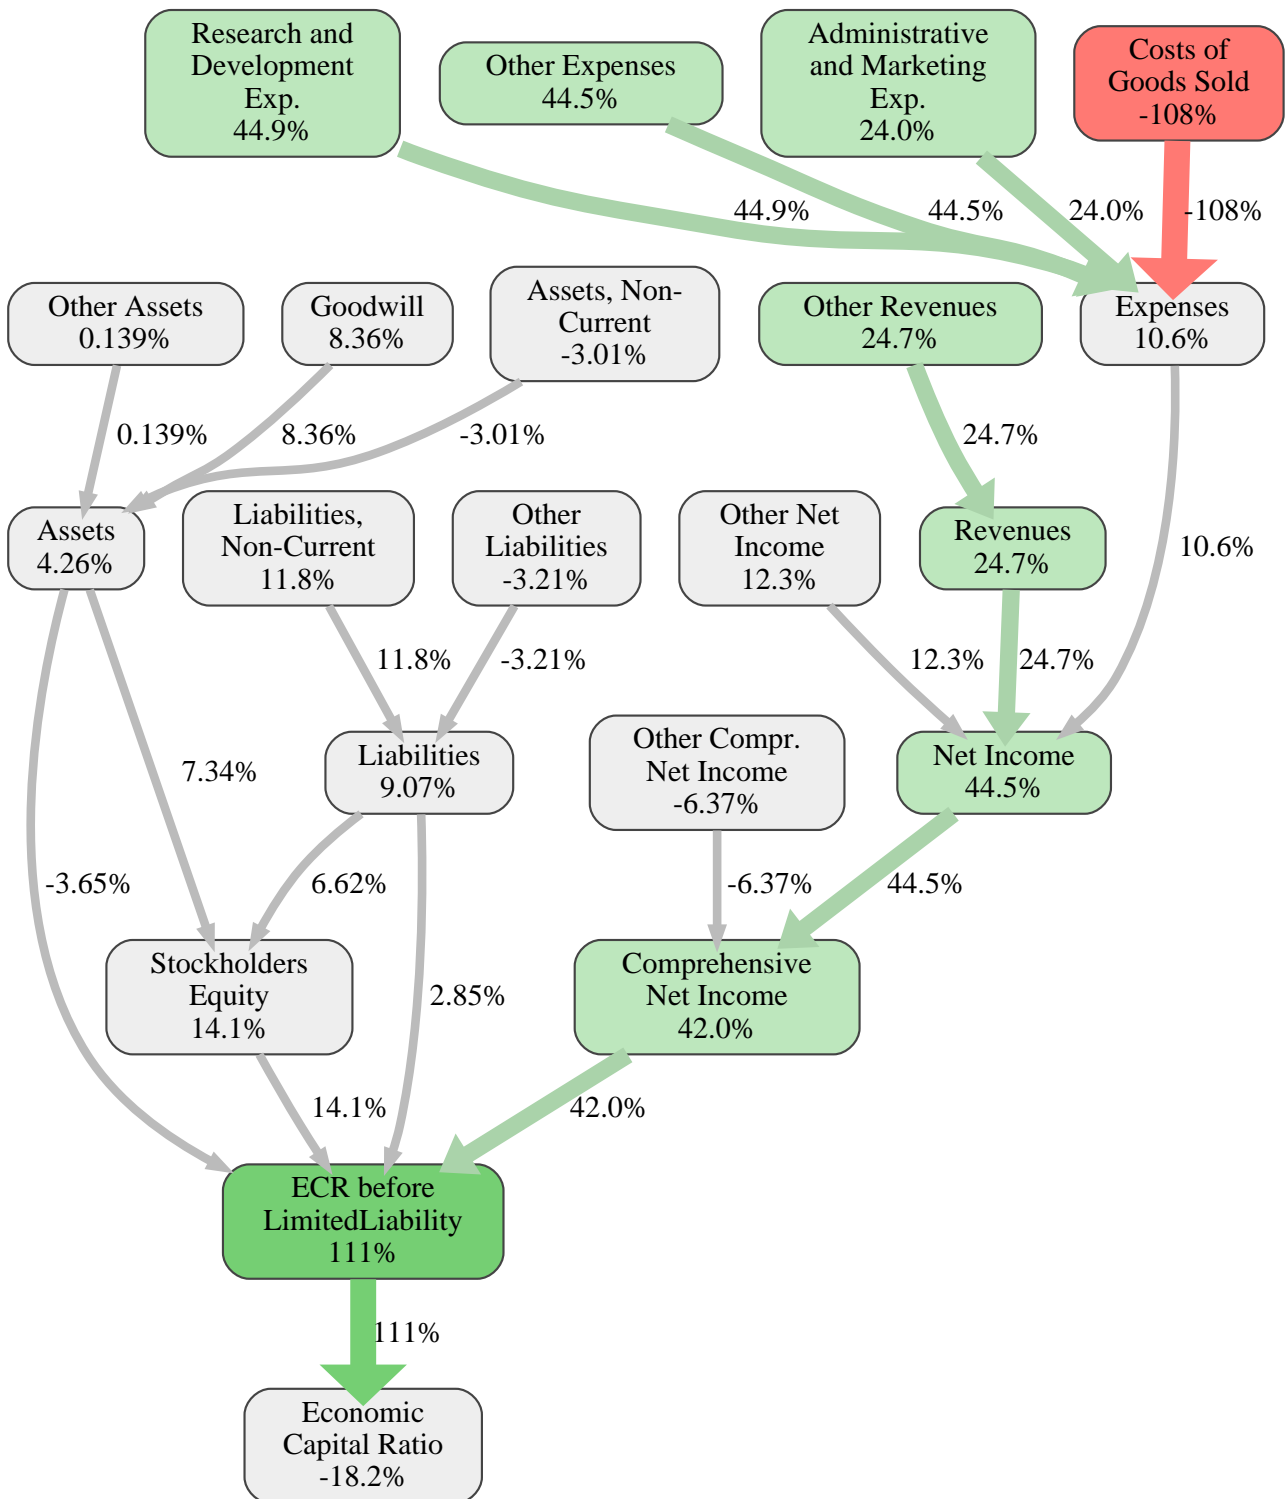 Research and
Development
Exp.
44.9%
Other Expenses
44.5%
Administrative
and Marketing
Exp.
24.0%
Costs of
Goods Sold
-108%
44.9%
44.5%
24.0%
-108%
Other Assets
0.139%
Goodwill
8.36%
Assets, Non-
Current
-3.01%
Other Revenues
24.7%
Expenses
10.6%
0.139%
8.36%
-3.01%
24.7%
Assets
4.26%
Liabilities,
Non-Current
11.8%
Other
Liabilities
-3.21%
Other Net
Income
12.3%
Revenues
24.7%
10.6%
11.8%
-3.21%
12.3%
24.7%
7.34%
Liabilities
9.07%
Other Compr.
Net Income
-6.37%
Net Income
44.5%
-3.65%
6.62%
-6.37%
44.5%
Stockholders
Equity
14.1%
2.85%
Comprehensive
Net Income
42.0%
14.1%
42.0%
ECR before
LimitedLiability
111%
111%
Economic
Capital Ratio
-18.2%